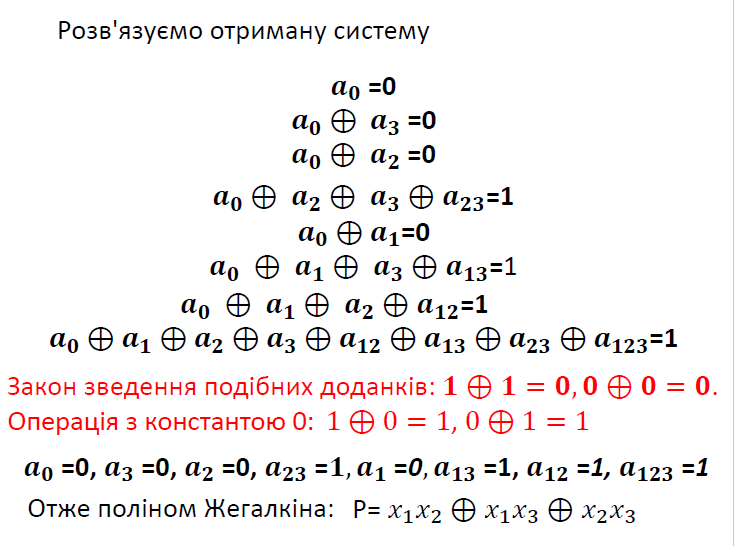 Розв'язуємо отриману систему
a₀ =0
a₀ ⊕ a₃ =0
a₀ ⊕ a₂ =0
a₀ ⊕ a₂ ⊕ a₃ ⊕ a₂₃=1
a₀ ⊕ a₁=0
a₀ ⊕ a₁ ⊕ a₃ ⊕ a₁₃=1
a₀ ⊕ a₁ ⊕ a₂ ⊕ a₁₂=1
a₀ ⊕ a₁ ⊕ a₂ ⊕ a₃ ⊕ a₁₂ ⊕ a₁₃ ⊕ a₂₃ ⊕ a₁₂₃=1
Закон зведення подібних доданків: 1 ⊕ 1 = 0, 0 ⊕ 0 = 0.
Операція з константою 0: 1 ⊕ 0 = 1, 0 ⊕ 1 = 1
a₀ =0, a₃ =0, a₂ =0, a₂₃ =1, a₁ =0, a₁₃ =1, a₁₂ =1, a₁₂₃ =1
Отже поліном Жегалкіна: P= x₁x₂ ⊕ x₁x₃ ⊕ x₂x₃